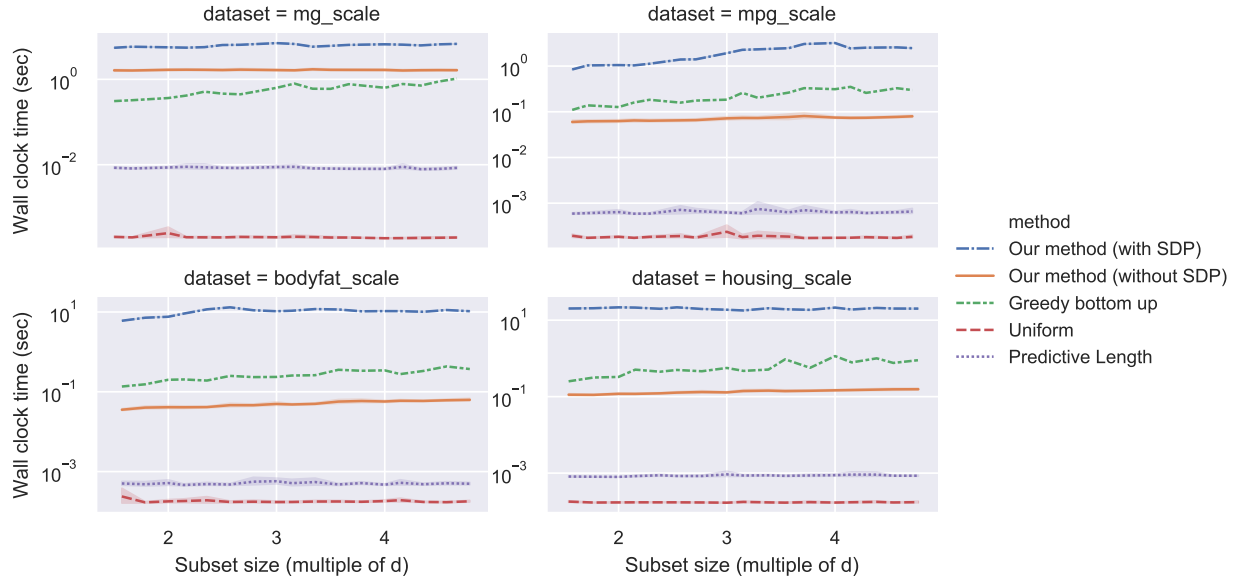 dataset = mg_scale
dataset = mpg_scale
Wall clock time (sec)
10^0
10^−2
10^0
10^−1
10^−2
10^−3
dataset = bodyfat_scale
dataset = housing_scale
Wall clock time (sec)
10^1
10^−1
10^−3
10^1
10^−1
10^−3
2
3
4
2
3
4
Subset size (multiple of d)
Subset size (multiple of d)
method
Our method (with SDP)
Our method (without SDP)
Greedy bottom up
Uniform
Predictive Length